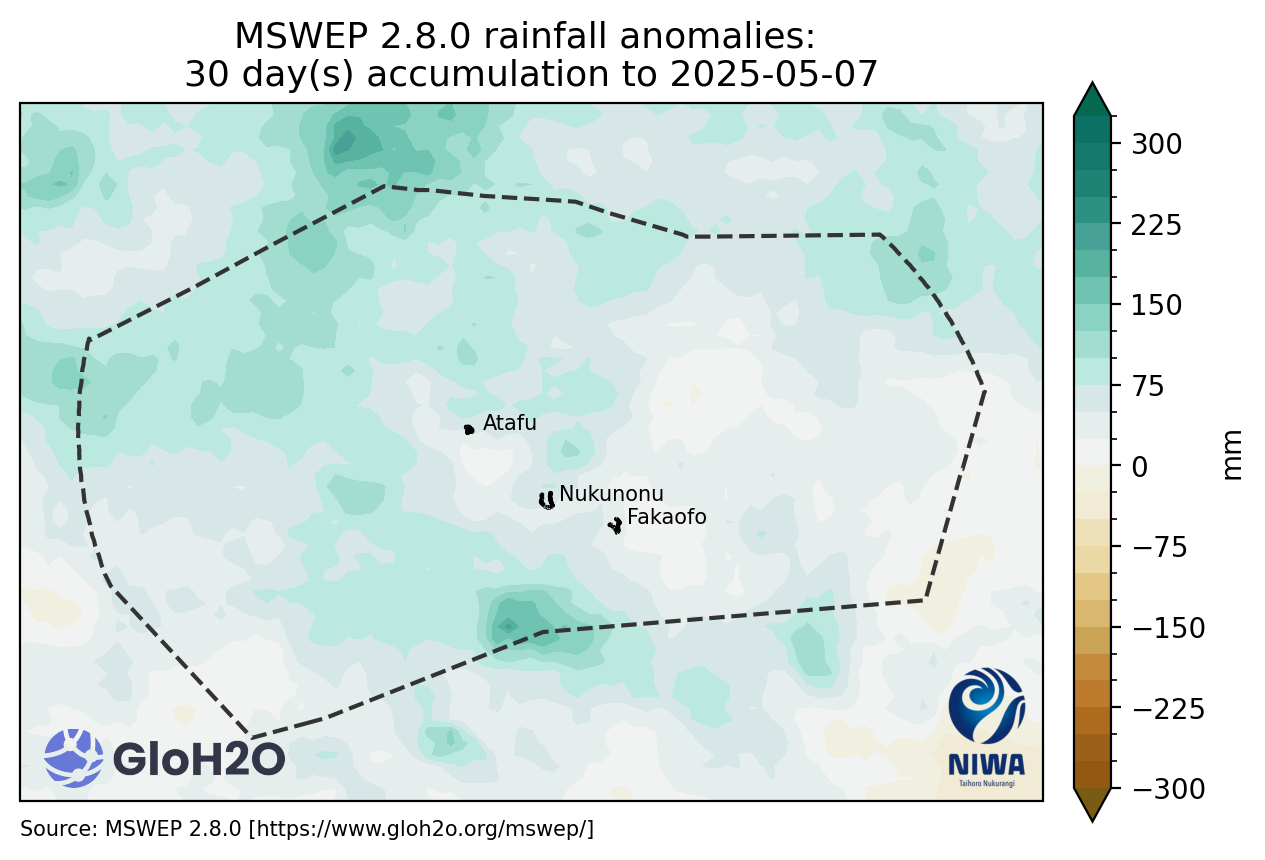 MSWEP 2.8.0 rainfall anomalies:
30 day(s) accumulation to 2025-05-07
300
225
150
75
0
−75
−150
−225
−300
mm
Atafu
Nukunonu
Fakaofo
GloH2O
NIWA
Taihoro Nukurangi
Source: MSWEP 2.8.0 [https://www.gloh2o.org/mswep/]